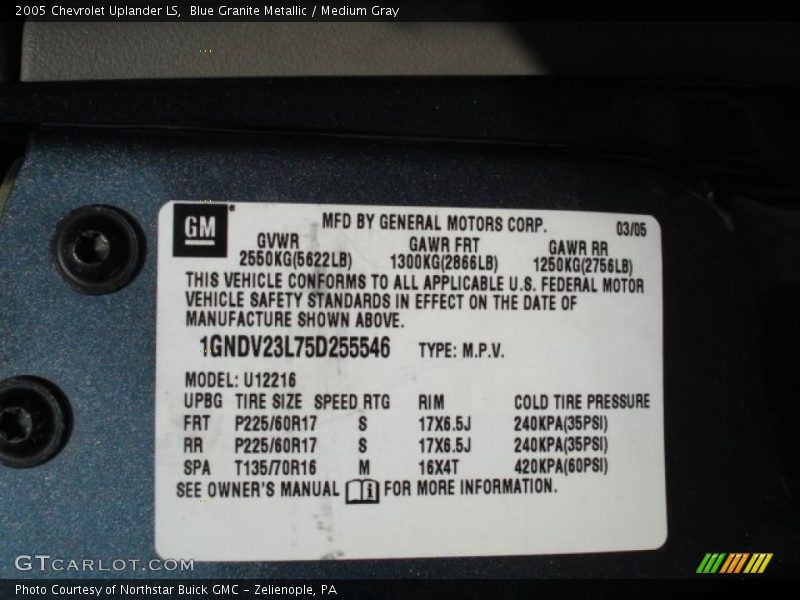 2005 Chevrolet Uplander LS,  Blue Granite Metallic / Medium Gray
GM
MFD BY GENERAL MOTORS CORP. 03/05
GVWR GAWR FRT GAWR RR
2550KG(5622LB) 1300KG(2866LB) 1250KG(2756LB)
THIS VEHICLE CONFORMS TO ALL APPLICABLE U.S. FEDERAL MOTOR
VEHICLE SAFETY STANDARDS IN EFFECT ON THE DATE OF
MANUFACTURE SHOWN ABOVE.
1GNDV23L75D255546 TYPE: M.P.V.
MODEL: U12216
UPBG TIRE SIZE SPEED RTG RIM COLD TIRE PRESSURE
FRT P225/60R17 S 17X6.5J 240KPA(35PSI)
RR P225/60R17 S 17X6.5J 240KPA(35PSI)
SPA T135/70R16 M 16X4T 420KPA(60PSI)
SEE OWNER'S MANUAL i FOR MORE INFORMATION.
GTCARLOT.COM
Photo Courtesy of Northstar Buick GMC - Zelienople, PA